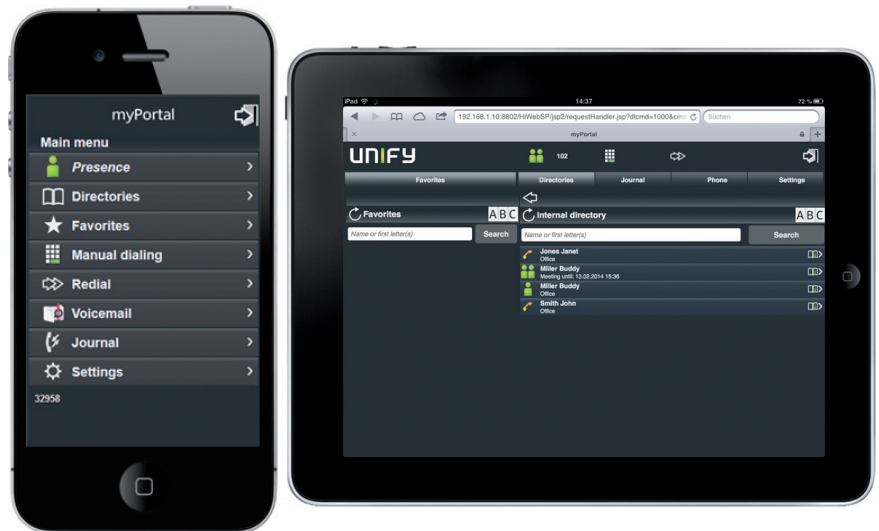 myPortal
Main menu
Presence
Directories
Favorites
Manual dialing
Redial
Voicemail
Journal
Settings
32958
iPad 14:37 72 %
192.168.1.10:8802/HiWebSP/jsp2/requestHandler.jsp?dtcmd=1000&cmd Suchen
myPortal
UNIFY 102
Favorites Directories Journal Phone Settings
Favorites ABC Internal directory ABC
Name or first letter(s) Search Name or first letter(s) Search
Jones Janet
Office
Miller Buddy
Meeting until: 13.02.2014 15:36
Miller Buddy
Office
Smith John
Office